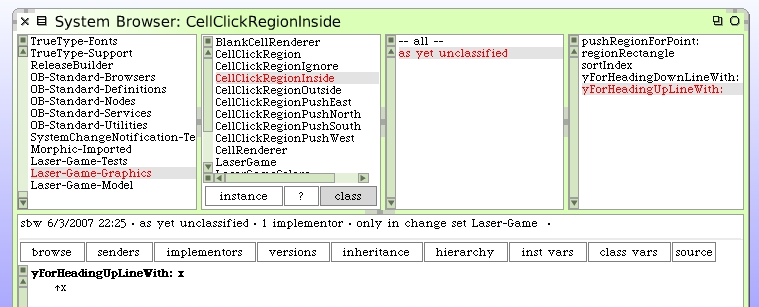 System Browser: CellClickRegionInside
TrueType-Fonts
TrueType-Support
ReleaseBuilder
OB-Standard-Browsers
OB-Standard-Definitions
OB-Standard-Nodes
OB-Standard-Services
OB-Standard-Utilities
SystemChangeNotification-Te
Morphic-Imported
Laser-Game-Tests
Laser-Game-Graphics
Laser-Game-Model
BlankCellRenderer
CellClickRegion
CellClickRegionIgnore
CellClickRegionInside
CellClickRegionOutside
CellClickRegionPushEast
CellClickRegionPushNorth
CellClickRegionPushSouth
CellClickRegionPushWest
CellRenderer
LaserGame
instance ? class
-- all --
as yet unclassified
pushRegionForPoint:
regionRectangle
sortIndex
yForHeadingDownLineWith:
yForHeadingUpLineWith:
sbw 6/3/2007 22:25 · as yet unclassified · 1 implementor · only in change set Laser-Game ·
browse senders implementors versions inheritance hierarchy inst vars class vars source
yForHeadingUpLineWith: x
↑x